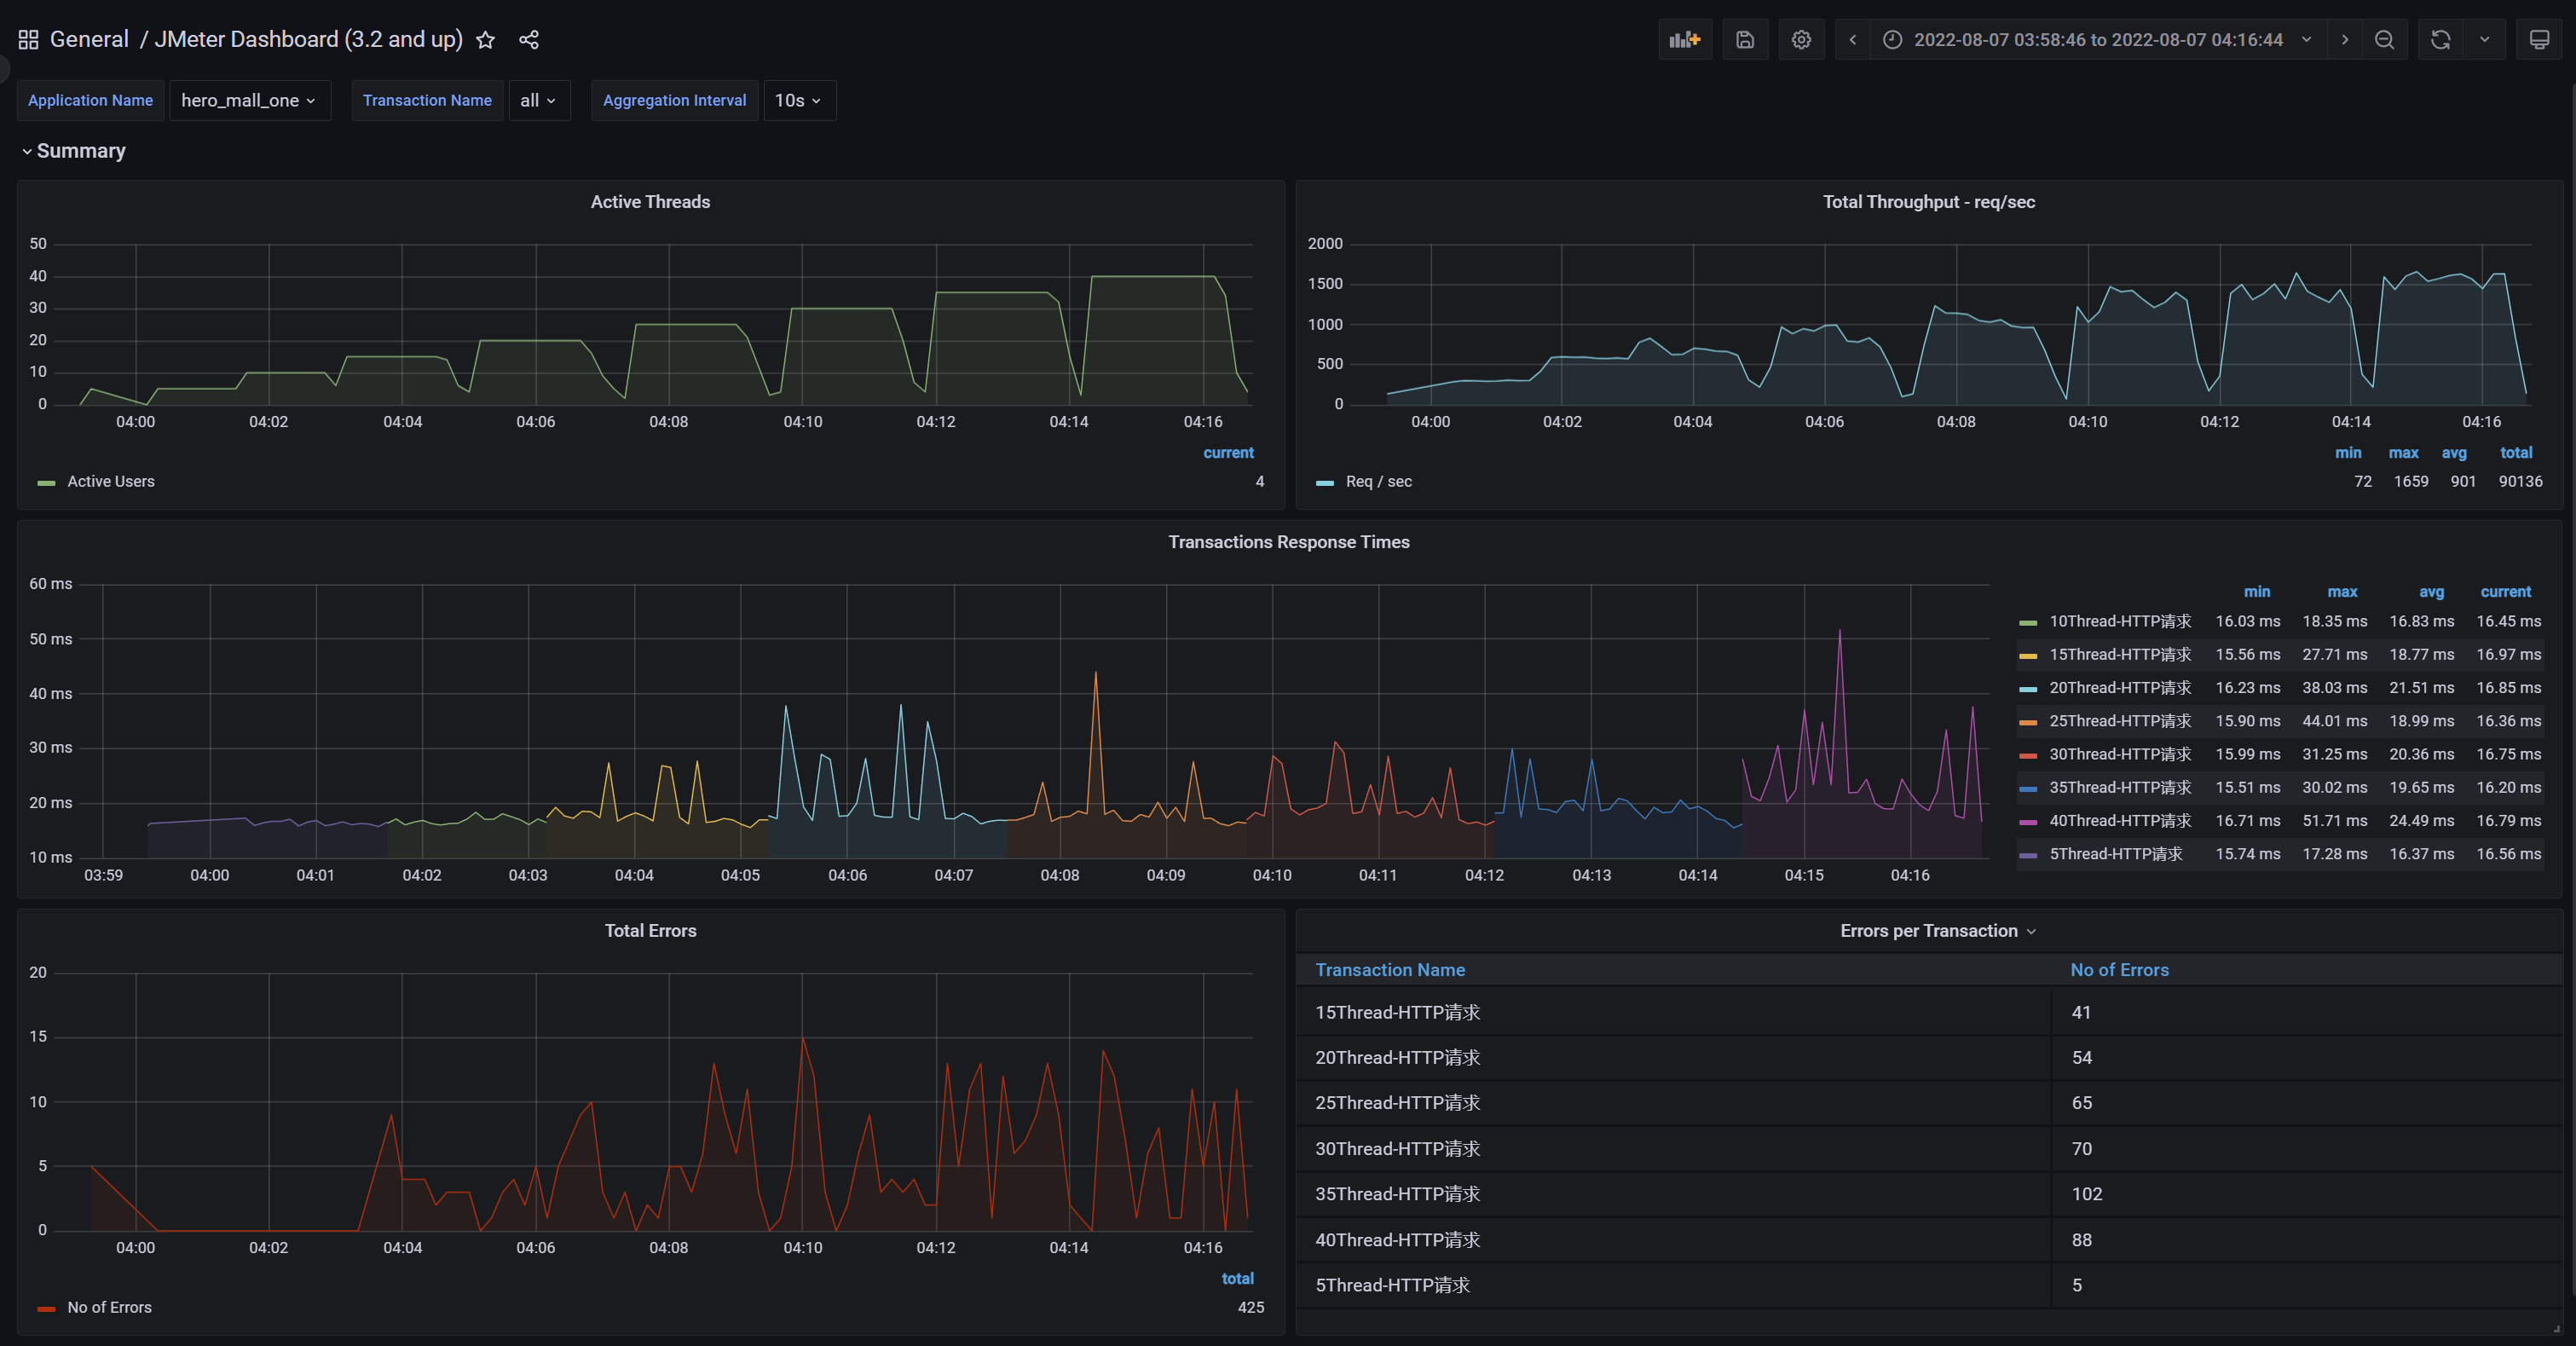 General / JMeter Dashboard (3.2 and up)
2022-08-07 03:58:46 to 2022-08-07 04:16:44
Application Name hero_mall_one Transaction Name all Aggregation Interval 10s
Summary
Active Threads
50
40
30
20
10
0
04:00 04:02 04:04 04:06 04:08 04:10 04:12 04:14 04:16
current
Active Users 4
Total Throughput - req/sec
2000
1500
1000
500
0
04:00 04:02 04:04 04:06 04:08 04:10 04:12 04:14 04:16
min max avg total
Req / sec 72 1659 901 90136
Transactions Response Times
60 ms
50 ms
40 ms
30 ms
20 ms
10 ms
03:59 04:00 04:01 04:02 04:03 04:04 04:05 04:06 04:07 04:08 04:09 04:10 04:11 04:12 04:13 04:14 04:15 04:16
min max avg current
10Thread-HTTP请求 16.03 ms 18.35 ms 16.83 ms 16.45 ms
15Thread-HTTP请求 15.56 ms 27.71 ms 18.77 ms 16.97 ms
20Thread-HTTP请求 16.23 ms 38.03 ms 21.51 ms 16.85 ms
25Thread-HTTP请求 15.90 ms 44.01 ms 18.99 ms 16.36 ms
30Thread-HTTP请求 15.99 ms 31.25 ms 20.36 ms 16.75 ms
35Thread-HTTP请求 15.51 ms 30.02 ms 19.65 ms 16.20 ms
40Thread-HTTP请求 16.71 ms 51.71 ms 24.49 ms 16.79 ms
5Thread-HTTP请求 15.74 ms 17.28 ms 16.37 ms 16.56 ms
Total Errors
20
15
10
5
0
04:00 04:02 04:04 04:06 04:08 04:10 04:12 04:14 04:16
total
No of Errors 425
Errors per Transaction
Transaction Name No of Errors
15Thread-HTTP请求 41
20Thread-HTTP请求 54
25Thread-HTTP请求 65
30Thread-HTTP请求 70
35Thread-HTTP请求 102
40Thread-HTTP请求 88
5Thread-HTTP请求 5